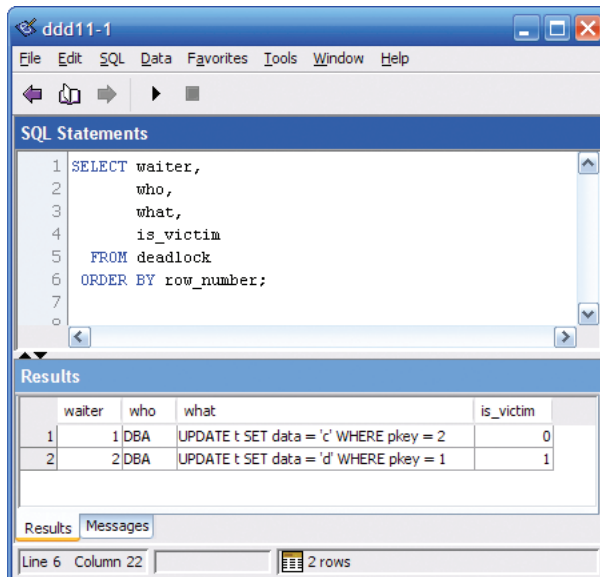 ddd11-1
File Edit SQL Data Favorites Tools Window Help
SQL Statements
1 SELECT waiter,
2 who,
3 what,
4 is_victim
5 FROM deadlock
6 ORDER BY row_number;
7
Results
waiter who what is_victim
1 1 DBA UPDATE t SET data = 'c' WHERE pkey = 2 0
2 2 DBA UPDATE t SET data = 'd' WHERE pkey = 1 1
Results Messages
Line 6 Column 22 2 rows